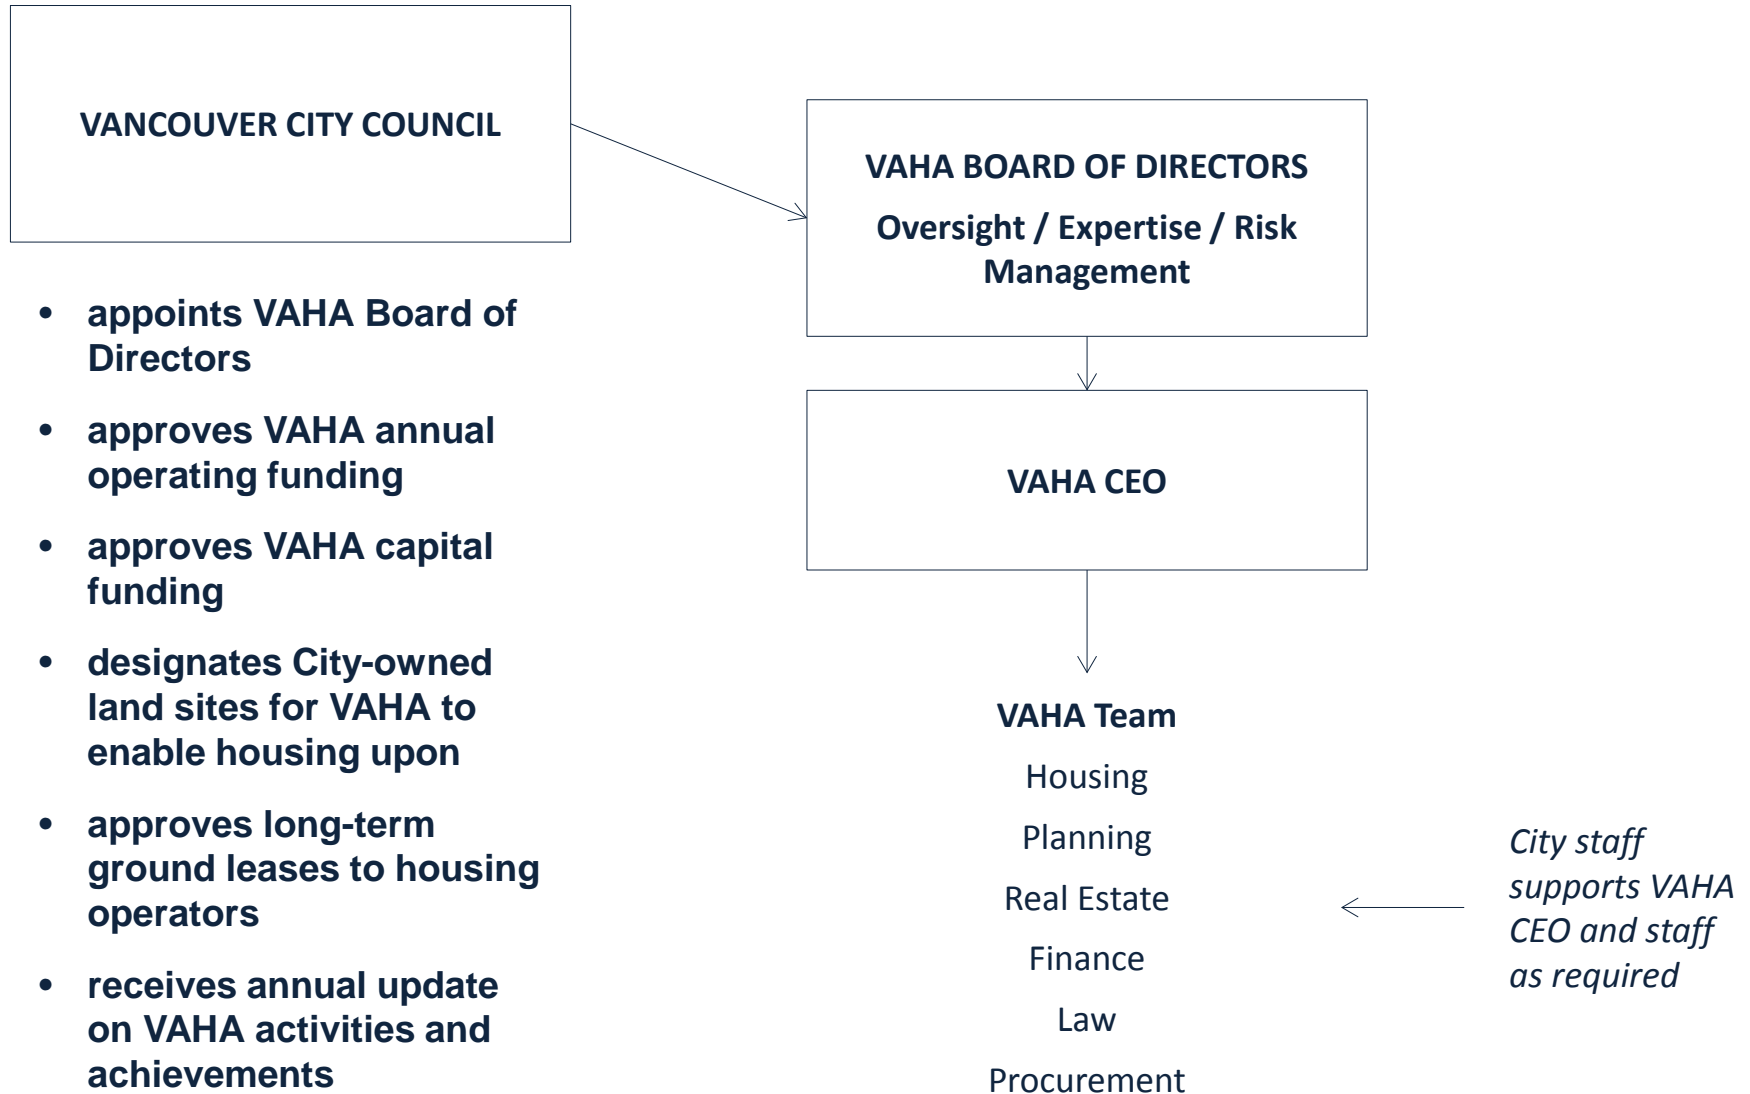 VANCOUVER CITY COUNCIL
• appoints VAHA Board of
Directors
• approves VAHA annual
operating funding
• approves VAHA capital
funding
• designates City-owned
land sites for VAHA to
enable housing upon
• approves long-term
ground leases to housing
operators
• receives annual update
on VAHA activities and
achievements
VAHA BOARD OF DIRECTORS
Oversight / Expertise / Risk
Management
VAHA CEO
VAHA Team
Housing
Planning
Real Estate
Finance
Law
Procurement
City staff
supports VAHA
CEO and staff
as required